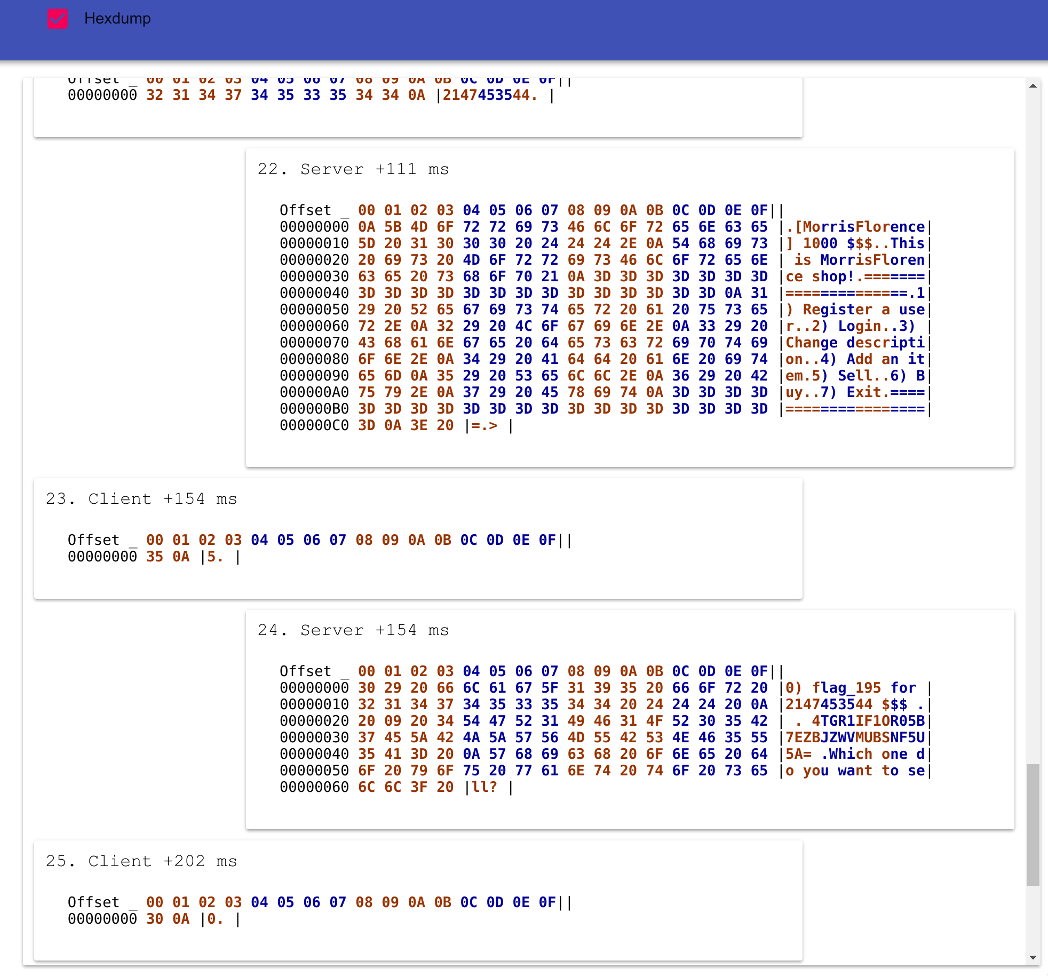 Hexdump
Offset _ 00 01 02 03 04 05 06 07 08 09 0A 0B 0C 0D 0E 0F||
00000000 32 31 34 37 34 35 33 35 34 34 0A |2147453544. |
22. Server +111 ms
Offset _ 00 01 02 03 04 05 06 07 08 09 0A 0B 0C 0D 0E 0F||
00000000 0A 5B 4D 6F 72 72 69 73 46 6C 6F 72 65 6E 63 65 |.[MorrisFlorence|
00000010 5D 20 31 30 30 30 20 24 24 24 2E 0A 54 68 69 73 |] 1000 $$$..This|
00000020 20 69 73 20 4D 6F 72 72 69 73 46 6C 6F 72 65 6E | is MorrisFloren|
00000030 63 65 20 73 68 6F 70 21 0A 3D 3D 3D 3D 3D 3D 3D |ce shop!.=======|
00000040 3D 3D 3D 3D 3D 3D 3D 3D 3D 3D 3D 3D 3D 3D 0A 31 |==============.1|
00000050 29 20 52 65 67 69 73 74 65 72 20 61 20 75 73 65 |) Register a use|
00000060 72 2E 0A 32 29 20 4C 6F 67 69 6E 2E 0A 33 29 20 |r..2) Login..3) |
00000070 43 68 61 6E 67 65 20 64 65 73 63 72 69 70 74 69 |Change descripti|
00000080 6F 6E 2E 0A 34 29 20 41 64 64 20 61 6E 20 69 74 |on..4) Add an it|
00000090 65 6D 0A 35 29 20 53 65 6C 6C 2E 0A 36 29 20 42 |em.5) Sell..6) B|
000000A0 75 79 2E 0A 37 29 20 45 78 69 74 0A 3D 3D 3D 3D |uy..7) Exit.====|
000000B0 3D 3D 3D 3D 3D 3D 3D 3D 3D 3D 3D 3D 3D 3D 3D 3D |================|
000000C0 3D 0A 3E 20 |=.> |
23. Client +154 ms
Offset _ 00 01 02 03 04 05 06 07 08 09 0A 0B 0C 0D 0E 0F||
00000000 35 0A |5. |
24. Server +154 ms
Offset _ 00 01 02 03 04 05 06 07 08 09 0A 0B 0C 0D 0E 0F||
00000000 30 29 20 66 6C 61 67 5F 31 39 35 20 66 6F 72 20 |0) flag_195 for |
00000010 32 31 34 37 34 35 33 35 34 34 20 24 24 24 20 0A |2147453544 $$$ .|
00000020 20 09 20 34 54 47 52 31 49 46 31 4F 52 30 35 42 | . 4TGR1IF1OR05B|
00000030 37 45 5A 42 4A 5A 57 56 4D 55 42 53 4E 46 35 55 |7EZBJZWVMUBSNF5U|
00000040 35 41 3D 20 0A 57 68 69 63 68 20 6F 6E 65 20 64 |5A= .Which one d|
00000050 6F 20 79 6F 75 20 77 61 6E 74 20 74 6F 20 73 65 |o you want to se|
00000060 6C 6C 3F 20 |ll? |
25. Client +202 ms
Offset _ 00 01 02 03 04 05 06 07 08 09 0A 0B 0C 0D 0E 0F||
00000000 30 0A |0. |